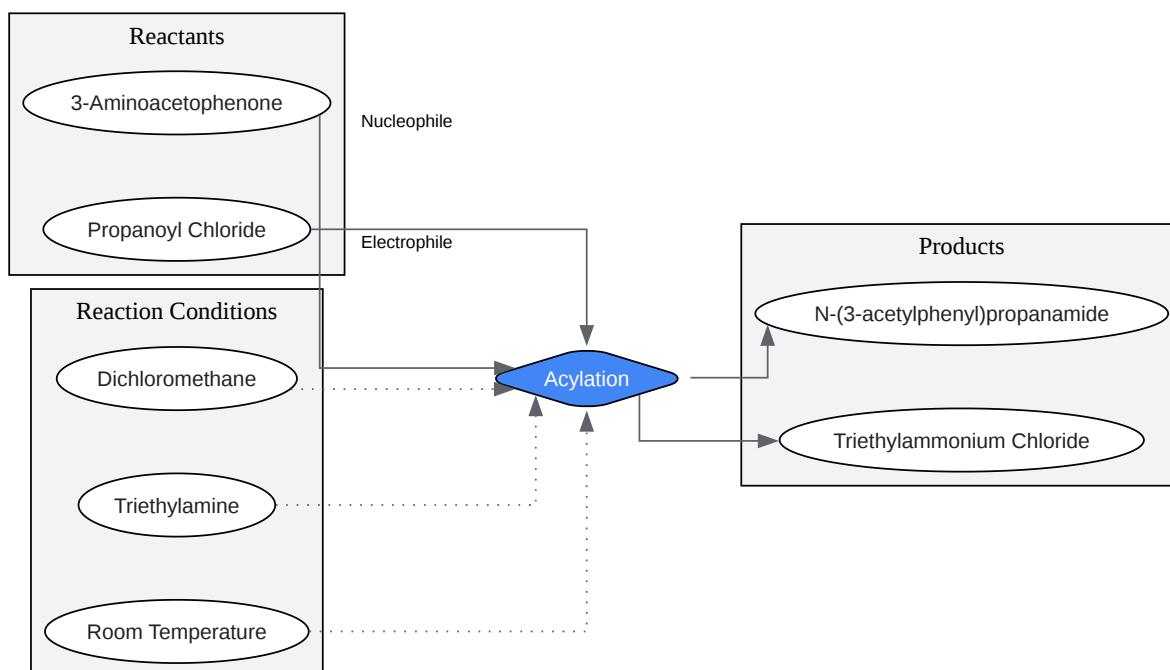 Reactants
3-Aminoacetophenone
Nucleophile
Propanoyl Chloride
Electrophile
Reaction Conditions
Dichloromethane
Triethylamine
Room Temperature
Acylation
Products
N-(3-acetylphenyl)propanamide
Triethylammonium Chloride